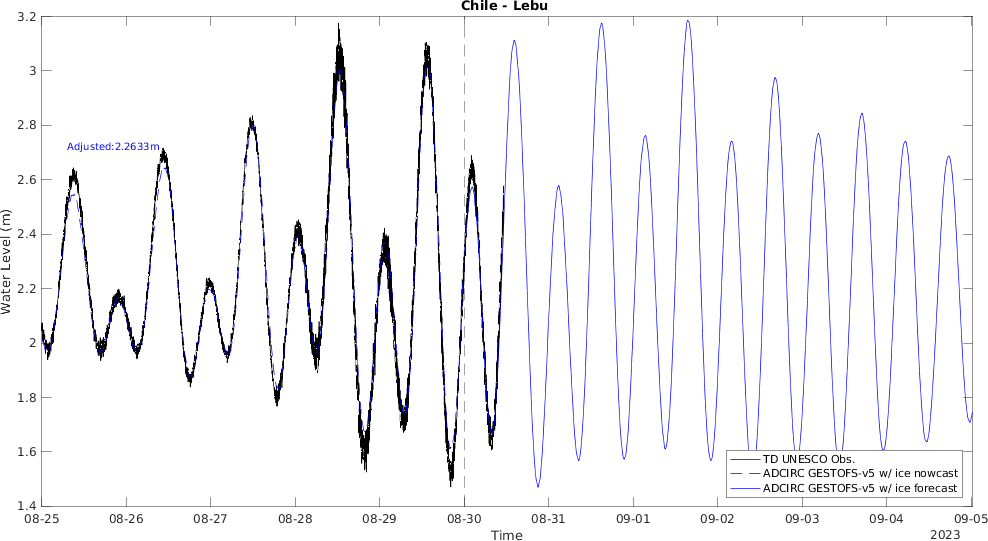 Chile - Lebu
3.2
3
2.8
2.6
2.4
2.2
2
1.8
1.6
1.4
Water Level (m)
Adjusted:2.2633m
TD UNESCO Obs.
ADCIRC GESTOFS-v5 w/ ice nowcast
ADCIRC GESTOFS-v5 w/ ice forecast
08-25 08-26 08-27 08-28 08-29 08-30 08-31 09-01 09-02 09-03 09-04 09-05
Time
2023